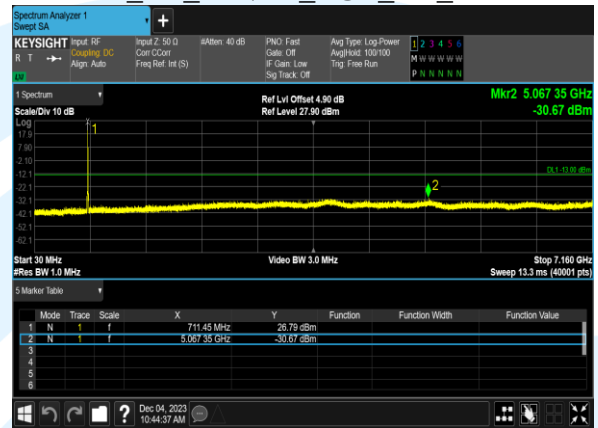 Spectrum Analyzer 1
Swept SA
KEYSIGHT Input: RF Input Z: 50 Ω #Atten: 40 dB PNO: Fast Avg Type: Log-Power 1 2 3 4 5 6
R T Coupling: DC Corr CCorr Gate: Off Avg|Hold: 100/100 M W W W W W
Align: Auto Freq Ref: Int (S) IF Gain: Low Trig: Free Run
Sig Track: Off P N N N N N
1 Spectrum Ref Lvl Offset 4.90 dB Mkr2 5.067 35 GHz
Scale/Div 10 dB Ref Level 27.90 dBm -30.67 dBm
Log
17.9
7.90
-2.10
-12.1
-22.1
-32.1
-42.1
-52.1
-62.1
1
DL1 -13.00 dBm
2
Start 30 MHz Video BW 3.0 MHz Stop 7.160 GHz
#Res BW 1.0 MHz Sweep 13.3 ms (40001 pts)
5 Marker Table
Mode Trace Scale X Y Function Function Width Function Value
1 N 1 f 711.45 MHz 26.79 dBm
2 N 1 f 5.067 35 GHz -30.67 dBm
3
4
5
6
? Dec 04, 2023
10:44:37 AM